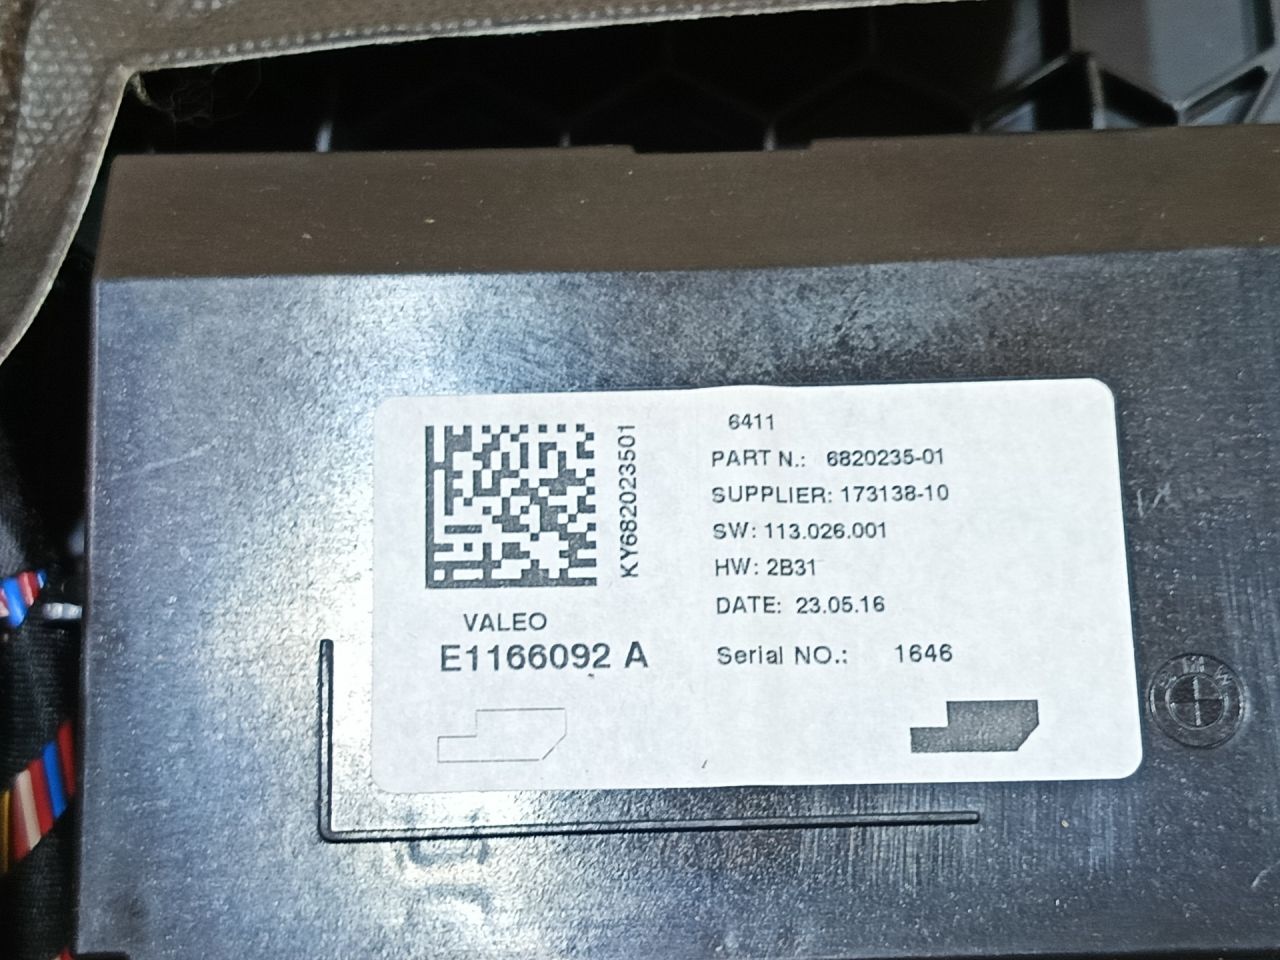 KY682023501
VALEO
E1166092 A
6411
PART N.: 6820235-01
SUPPLIER: 173138-10
SW: 113.026.001
HW: 2B31
DATE: 23.05.16
Serial NO.: 1646
BMW